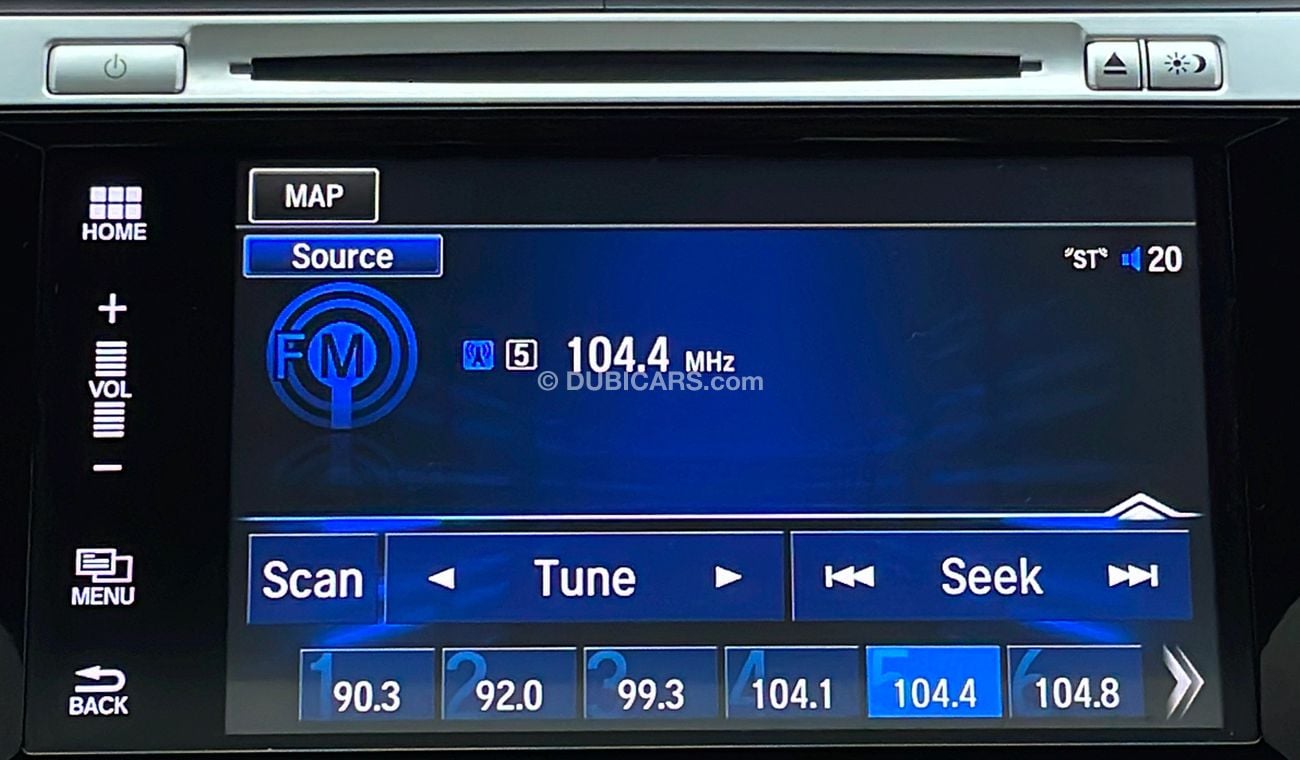 MAP
HOME
Source
"ST" 20
+
FM
5 104.4 MHz
VOL
© DUBICARS.com
−
Scan Tune Seek
MENU
1 90.3 2 92.0 3 99.3 4 104.1 5 104.4 6 104.8
BACK